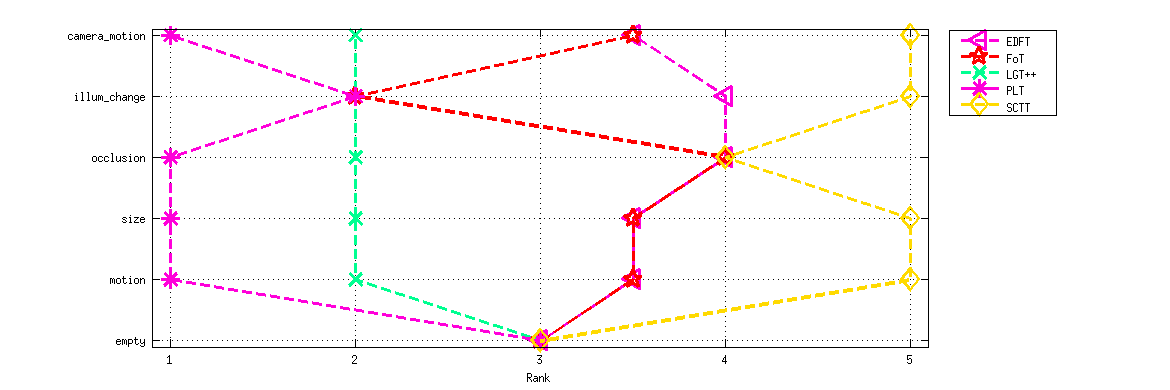 camera_motion
illum_change
occlusion
size
motion
empty
1 2 3 4 5
Rank
EDFT
FoT
LGT++
PLT
SCTT